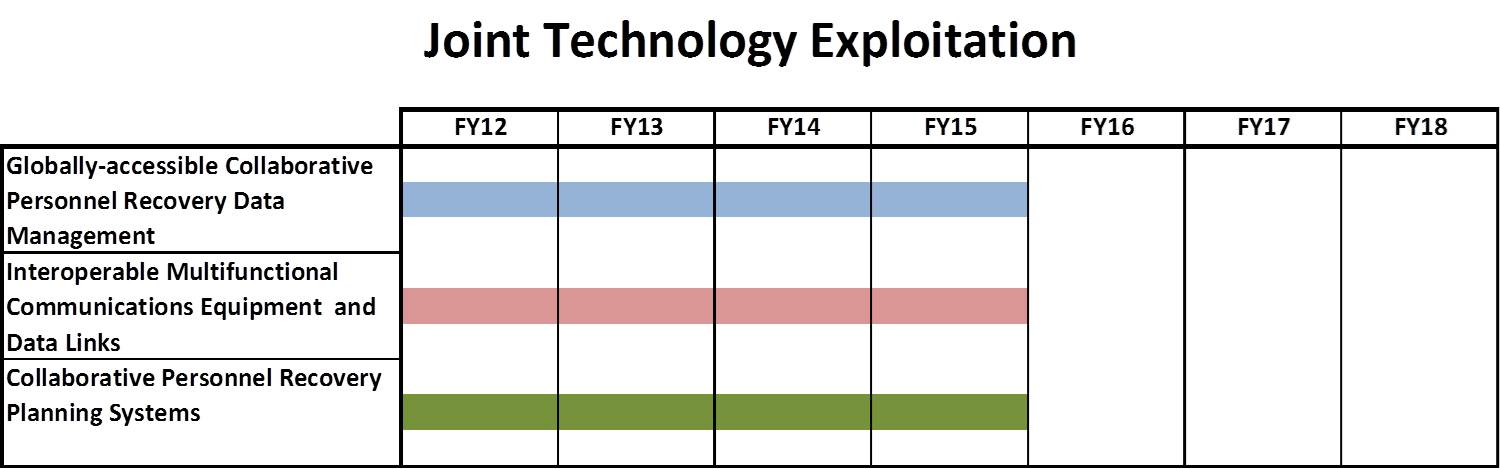 Joint Technology Exploitation
FY12 FY13 FY14 FY15 FY16 FY17 FY18
Globally-accessible Collaborative
Personnel Recovery Data
Management
Interoperable Multifunctional
Communications Equipment  and
Data Links
Collaborative Personnel Recovery
Planning Systems